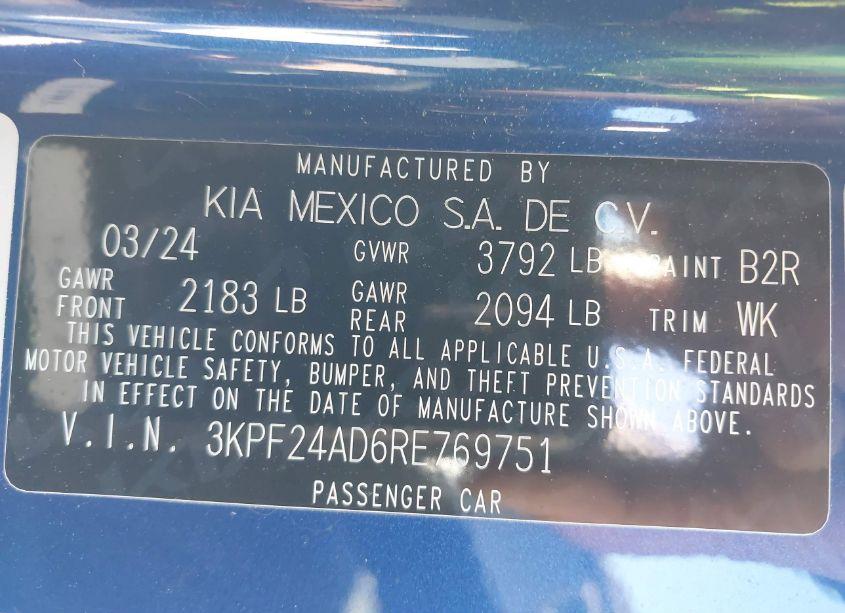 MANUFACTURED BY
KIA MEXICO S.A. DE C.V.
03/24 GVWR 3792 LB PAINT B2R
GAWR FRONT 2183 LB GAWR REAR 2094 LB TRIM WK
THIS VEHICLE CONFORMS TO ALL APPLICABLE U.S.A. FEDERAL
MOTOR VEHICLE SAFETY, BUMPER, AND THEFT PREVENTION STANDARDS
IN EFFECT ON THE DATE OF MANUFACTURE SHOWN ABOVE.
V.I.N. 3KPF24AD6RE769751
PASSENGER CAR